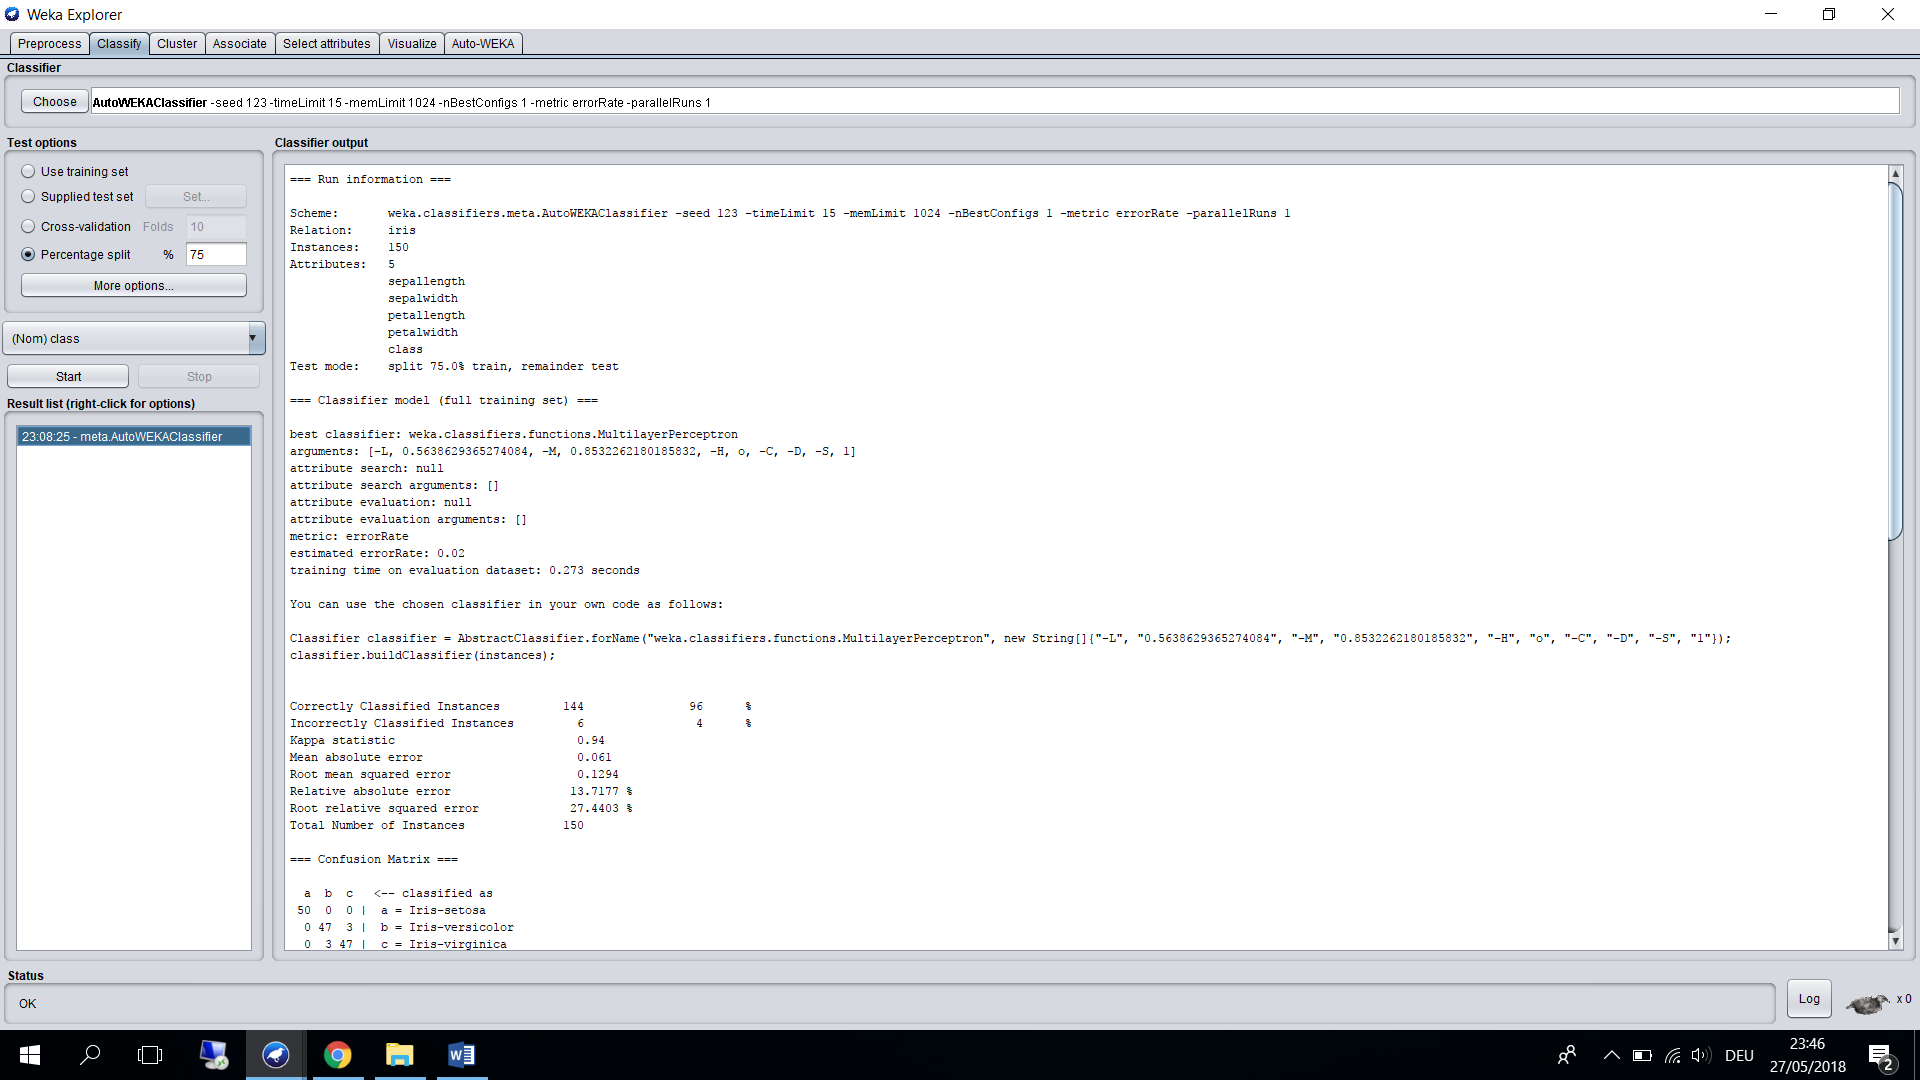 Weka Explorer
Preprocess Classify Cluster Associate Select attributes Visualize Auto-WEKA
Classifier
Choose AutoWEKAClassifier -seed 123 -timeLimit 15 -memLimit 1024 -nBestConfigs 1 -metric errorRate -parallelRuns 1
Test options
Use training set
Supplied test set Set...
Cross-validation Folds 10
Percentage split % 75
More options...
(Nom) class
Start Stop
Result list (right-click for options)
23:08:25 - meta.AutoWEKAClassifier
Classifier output
=== Run information ===
Scheme: weka.classifiers.meta.AutoWEKAClassifier -seed 123 -timeLimit 15 -memLimit 1024 -nBestConfigs 1 -metric errorRate -parallelRuns 1
Relation: iris
Instances: 150
Attributes: 5
sepallength
sepalwidth
petallength
petalwidth
class
Test mode: split 75.0% train, remainder test
=== Classifier model (full training set) ===
best classifier: weka.classifiers.functions.MultilayerPerceptron
arguments: [-L, 0.5638629365274084, -M, 0.8532262180185832, -H, o, -C, -D, -S, 1]
attribute search: null
attribute search arguments: []
attribute evaluation: null
attribute evaluation arguments: []
metric: errorRate
estimated errorRate: 0.02
training time on evaluation dataset: 0.273 seconds
You can use the chosen classifier in your own code as follows:
Classifier classifier = AbstractClassifier.forName("weka.classifiers.functions.MultilayerPerceptron", new String[]{"-L", "0.5638629365274084", "-M", "0.8532262180185832", "-H", "o", "-C", "-D", "-S", "1"});
classifier.buildClassifier(instances);
Correctly Classified Instances 144 96 %
Incorrectly Classified Instances 6 4 %
Kappa statistic 0.94
Mean absolute error 0.061
Root mean squared error 0.1294
Relative absolute error 13.7177 %
Root relative squared error 27.4403 %
Total Number of Instances 150
=== Confusion Matrix ===
a b c <-- classified as
50 0 0 | a = Iris-setosa
0 47 3 | b = Iris-versicolor
0 3 47 | c = Iris-virginica
Status
OK
Log
x 0
DEU
23:46
27/05/2018
2